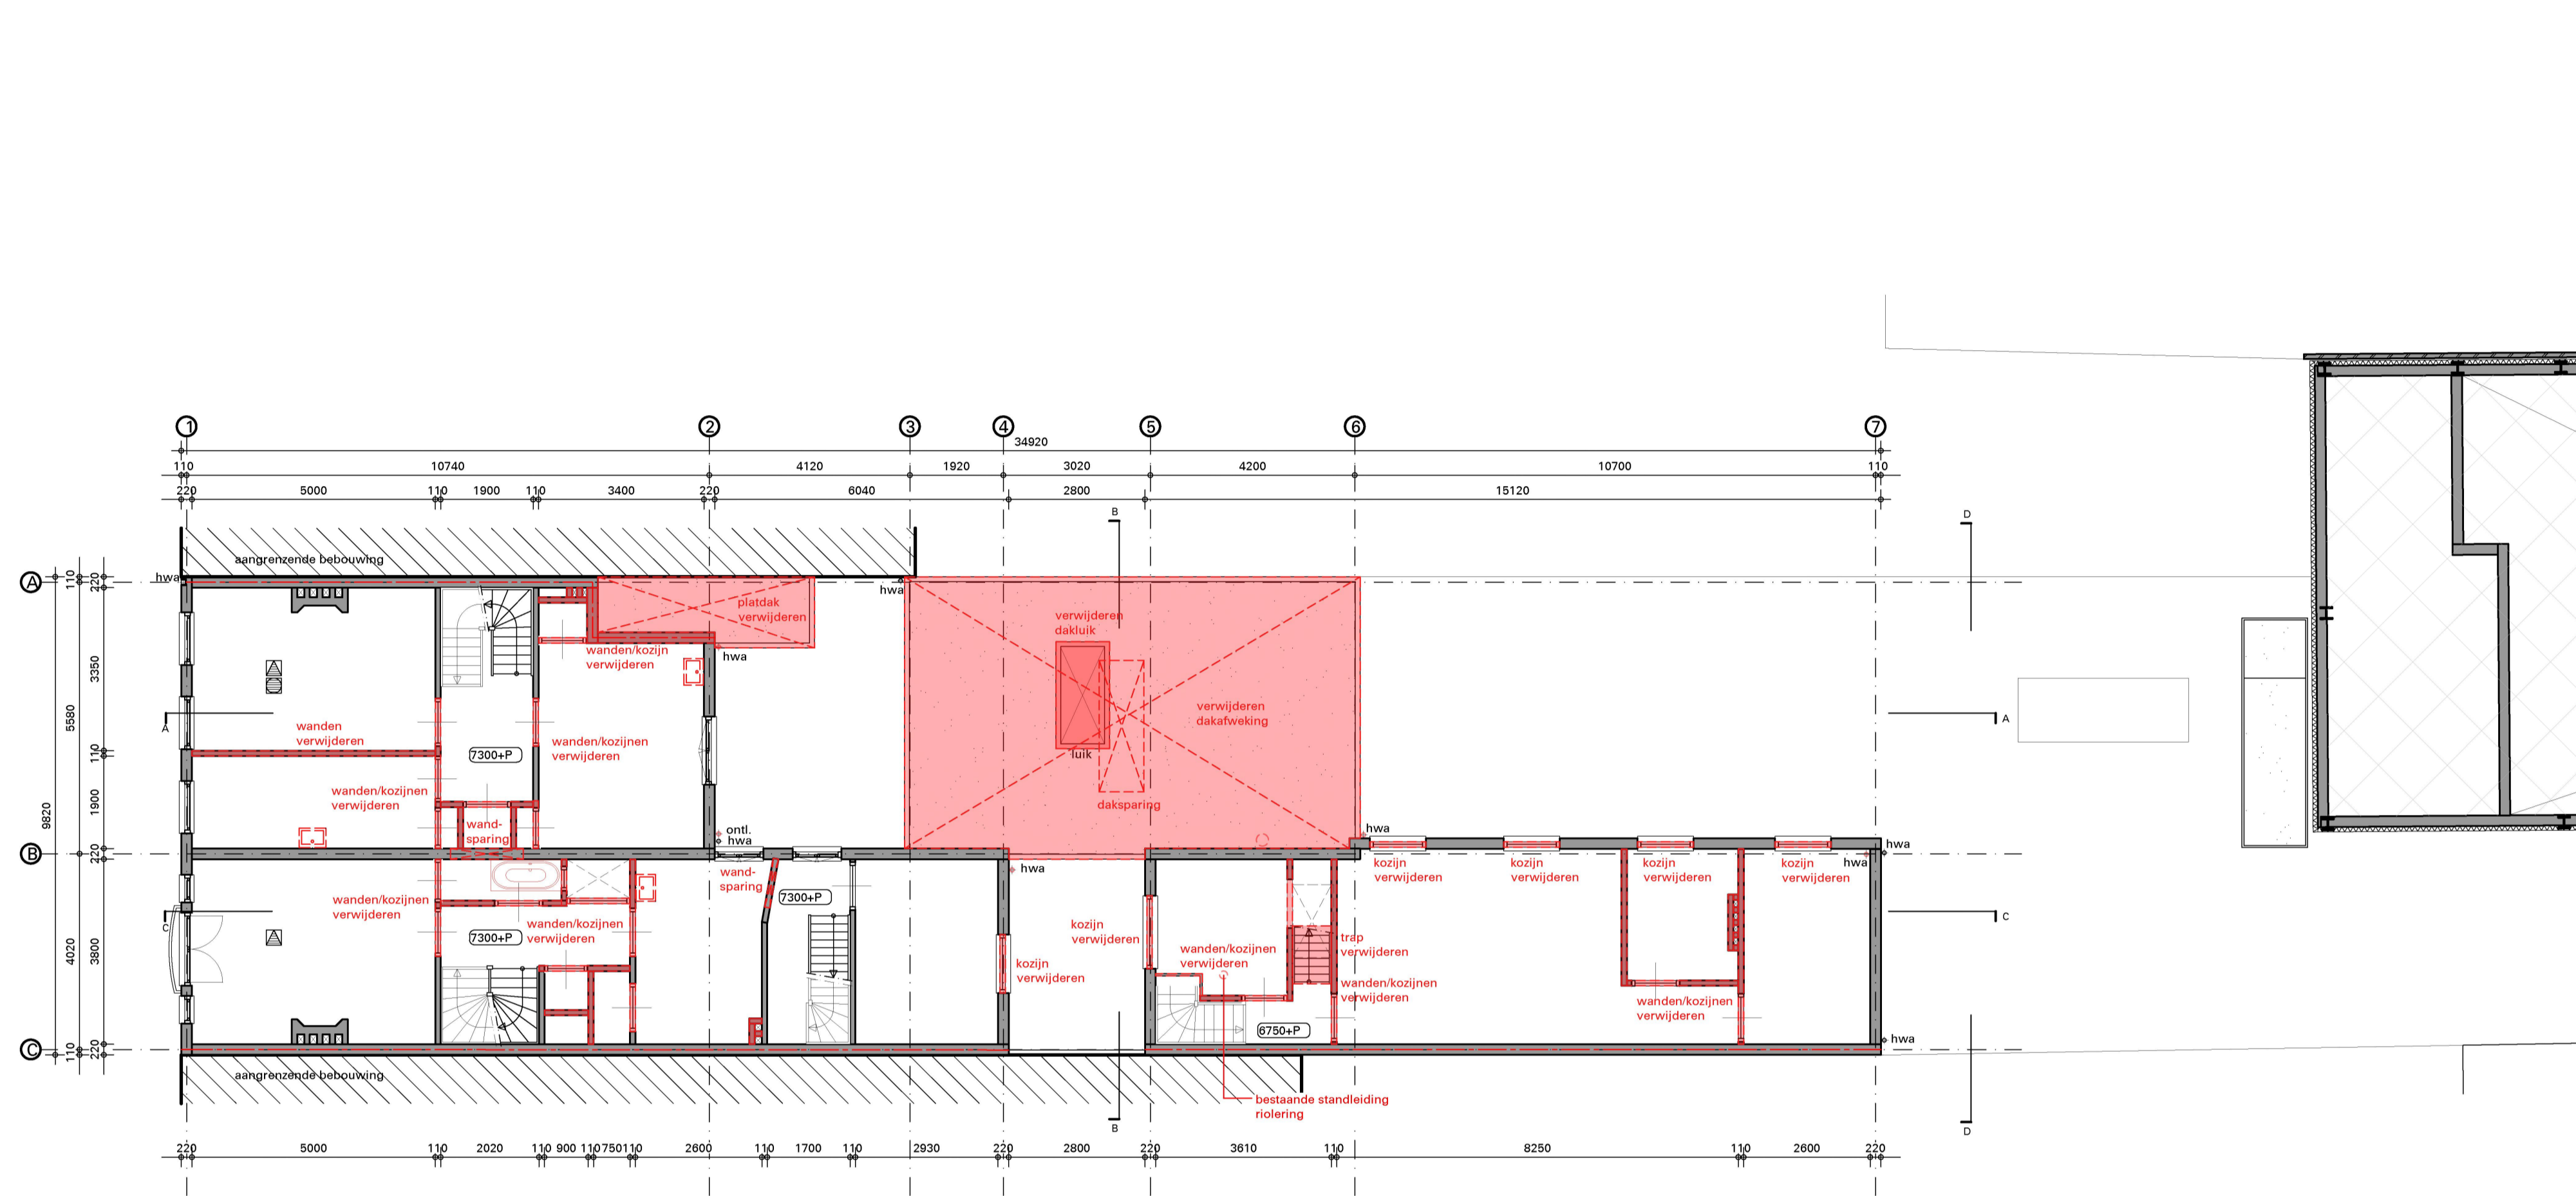 1
2
3
4
5
6
7
34920
110
10740
4120
1920
3020
4200
10700
110
220
5000
110
1900
110
3400
220
6040
2800
15120
B
D
aangrenzende bebouwing
A
hwa
hwa
110
220
platdak
verwijderen
verwijderen
dakluik
wanden/kozijn
verwijderen
hwa
3350
5580
verwijderen
dakafweking
wanden
verwijderen
A
A
wanden/kozijnen
verwijderen
7300+P
luik
110
wanden/kozijnen
verwijderen
daksparing
1900
9820
wand-
sparing
ontl.
hwa
hwa
hwa
B
220
kozijn
verwijderen
kozijn
verwijderen
kozijn
verwijderen
kozijn
verwijderen
hwa
hwa
wand-
sparing
7300+P
wanden/kozijnen
verwijderen
C
C
wanden/kozijnen
verwijderen
7300+P
kozijn
verwijderen
4020
3800
wanden/kozijnen
verwijderen
trap
verwijderen
kozijn
verwijderen
wanden/kozijnen
verwijderen
wanden/kozijnen
verwijderen
6750+P
hwa
C
110
220
aangrenzende bebouwing
bestaande standleiding
riolering
B
D
220
5000
110
2020
110
900
110
750
110
2600
110
1700
110
2930
220
2800
220
3610
110
8250
110
2600
220